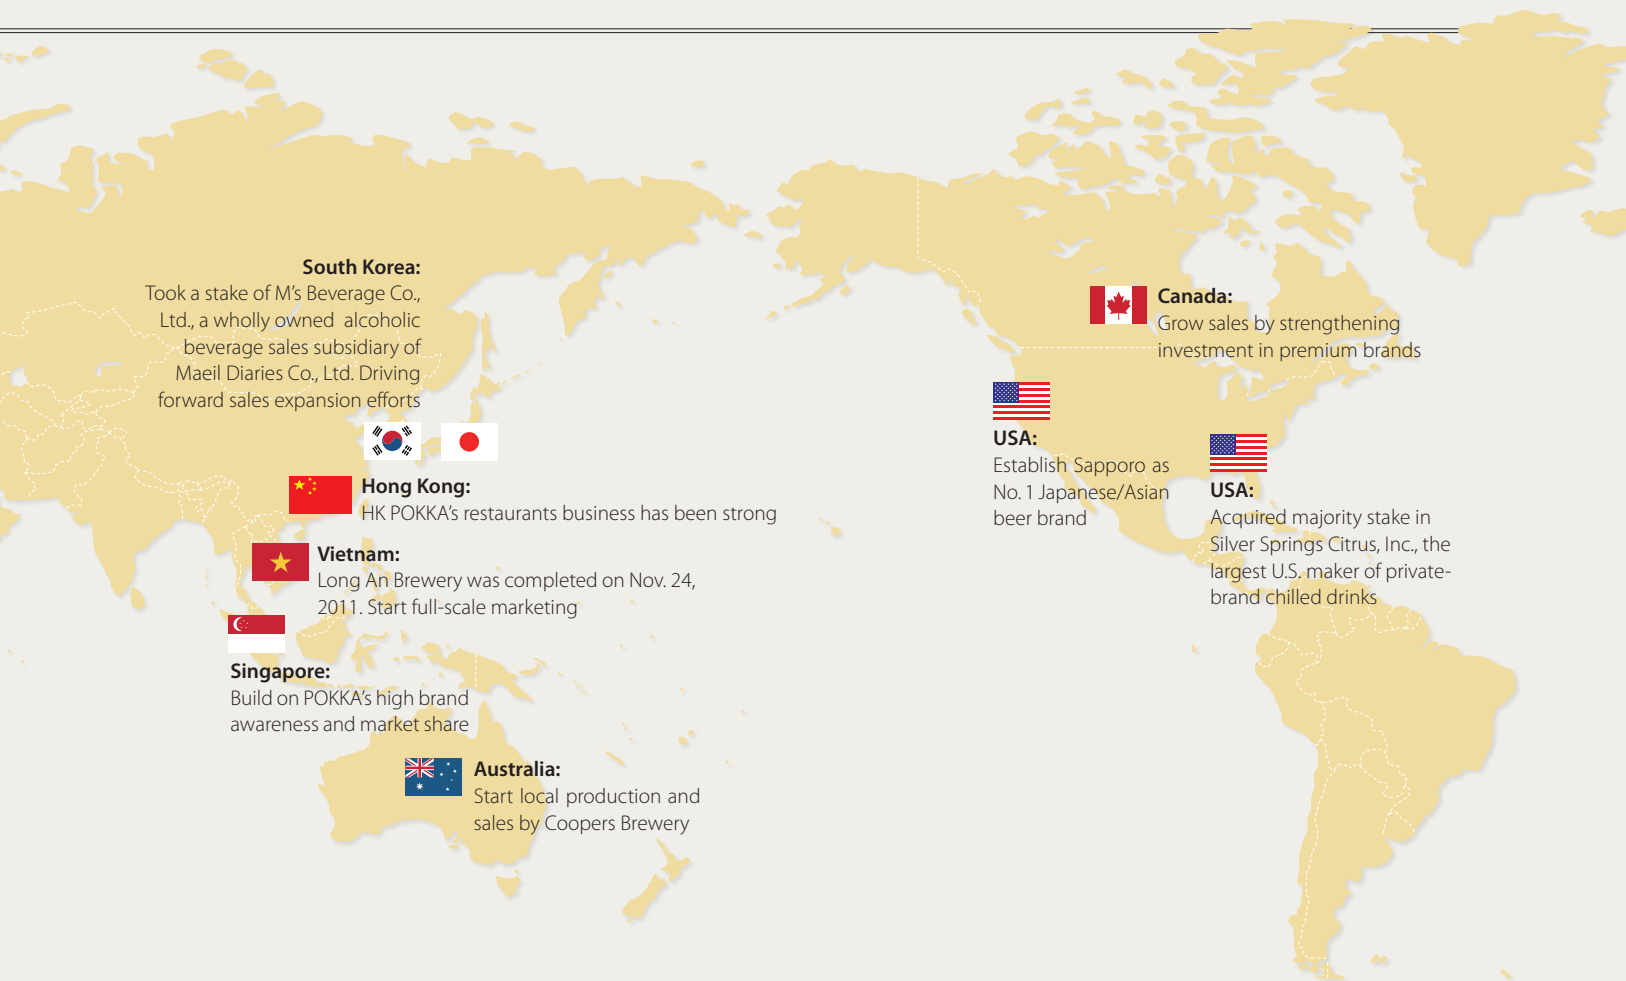 South Korea:
Took a stake of M’s Beverage Co.,
Ltd., a wholly owned alcoholic
beverage sales subsidiary of
Maeil Diaries Co., Ltd. Driving
forward sales expansion efforts
Hong Kong:
HK POKKA’s restaurants business has been strong
Vietnam:
Long An Brewery was completed on Nov. 24,
2011. Start full-scale marketing
Singapore:
Build on POKKA’s high brand
awareness and market share
Australia:
Start local production and
sales by Coopers Brewery
Canada:
Grow sales by strengthening
investment in premium brands
USA:
Establish Sapporo as
No. 1 Japanese/Asian
beer brand
USA:
Acquired majority stake in
Silver Springs Citrus, Inc., the
largest U.S. maker of private-
brand chilled drinks